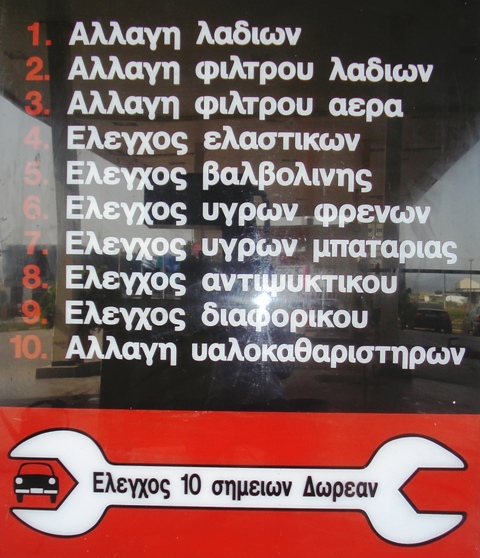 1. Αλλαγη λαδιων
2. Αλλαγη φιλτρου λαδιων
3. Αλλαγη φιλτρου αερα
4. Ελεγχος ελαστικων
5. Ελεγχος βαλβολινης
6. Ελεγχος υγρων φρενων
7. Ελεγχος υγρων μπαταριας
8. Ελεγχος αντιψυκτικου
9. Ελεγχος διαφορικου
10. Αλλαγη υαλοκαθαριστηρων
Ελεγχος 10 σημειων Δωρεαν